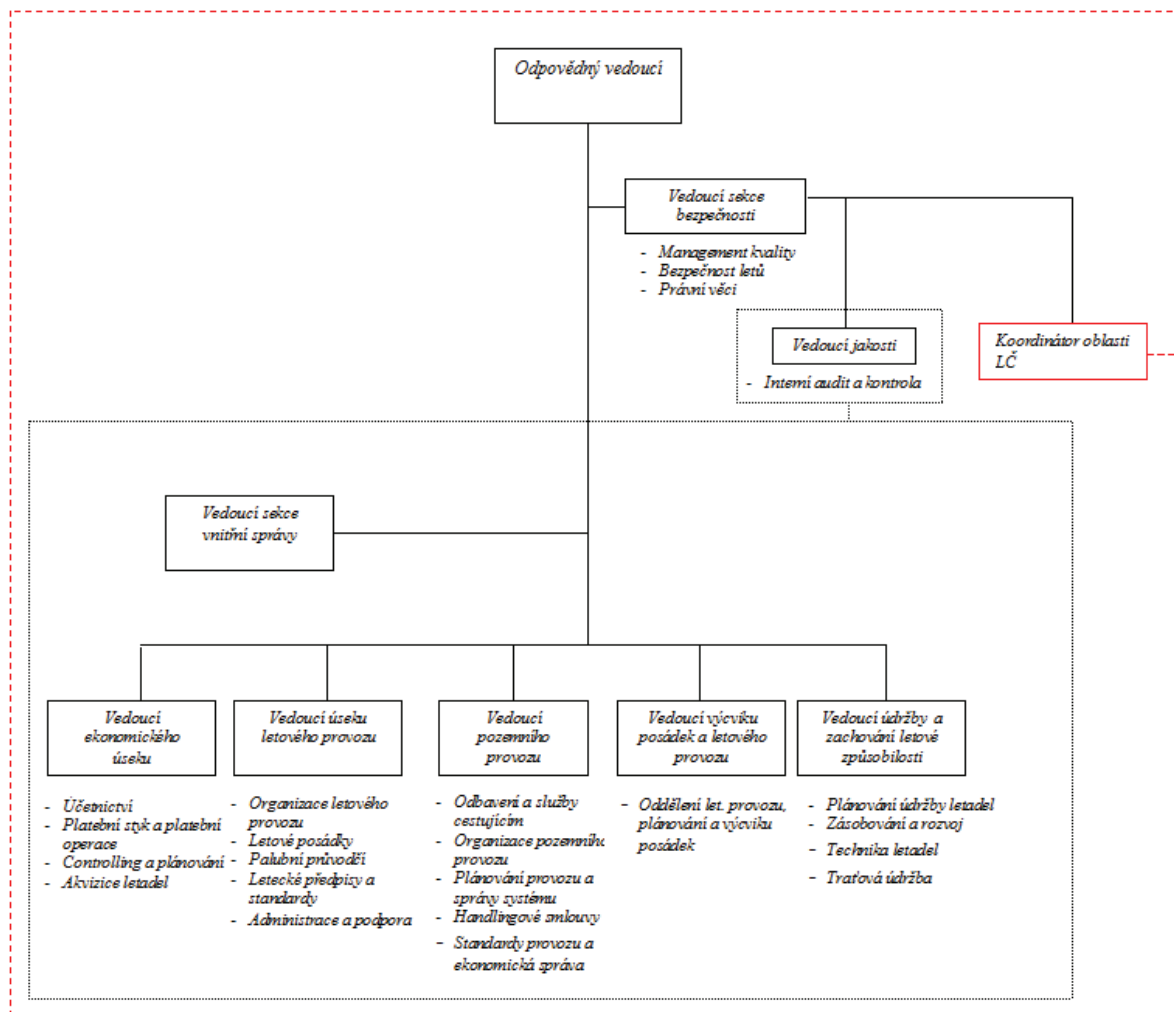 Odpovědný vedoucí
Vedoucí sekce
bezpečnosti
- Management kvality
- Bezpečnost letů
- Právní věci
Vedoucí jakosti
- Interní audit a kontrola
Koordinátor oblasti
LČ
Vedoucí sekce
vnitřní správy
Vedoucí
ekonomického
úseku
- Účetnictví
- Platební styk a platební
operace
- Controlling a plánování
- Akvizice letadel
Vedoucí úseku
letového provozu
- Organizace letového
provozu
- Letové posádky
- Palubní průvodčí
- Letecké předpisy a
standardy
- Administrace a podpora
Vedoucí
pozemního
provozu
- Odbavení a služby
cestujícím
- Organizace pozemního
provozu
- Plánování provozu a
správy systému
- Handlingové smlouvy
- Standardy provozu a
ekonomická správa
Vedoucí výcviku
posádek a letového
provozu
- Oddělení let. provozu,
plánování a výcviku
posádek
Vedoucí údržby a
zachování letové
způsobilosti
- Plánování údržby letadel
- Zásobování a rozvoj
- Technika letadel
- Traťová údržba